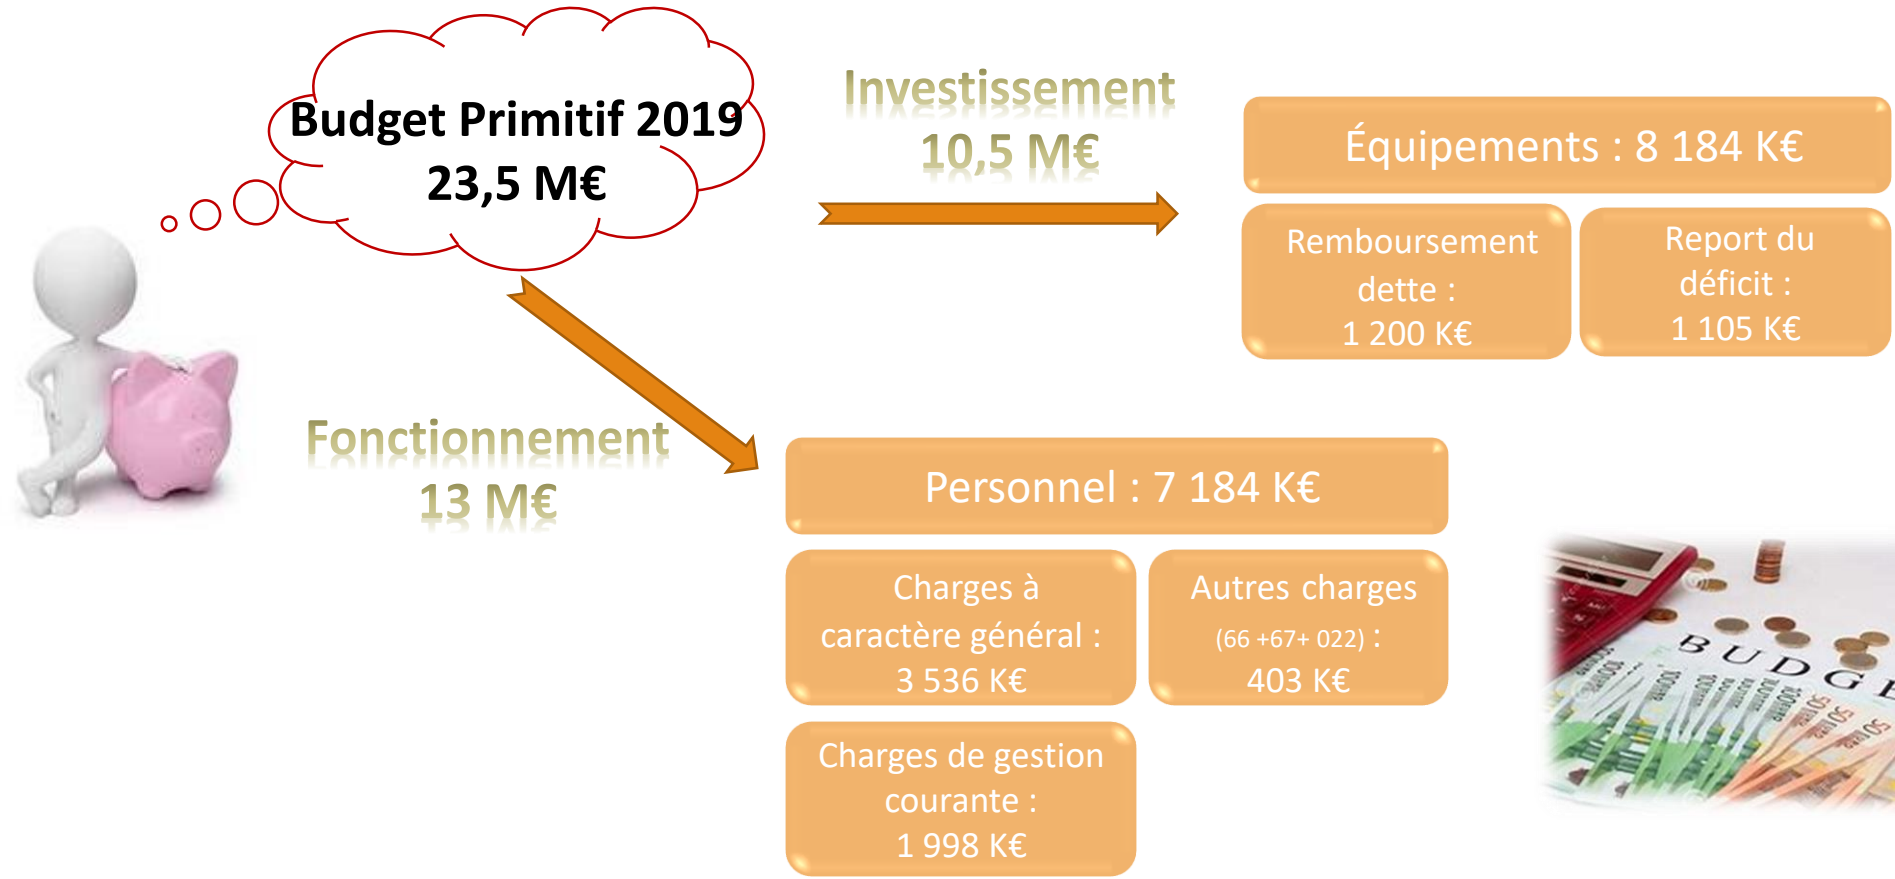 Budget Primitif 2019
23,5 M€
Investissement
10,5 M€
Équipements : 8 184 K€
Remboursement
dette :
1 200 K€
Report du
déficit :
1 105 K€
Fonctionnement
13 M€
Personnel : 7 184 K€
Charges à
caractère général :
3 536 K€
Autres charges
(66 +67+ 022) :
403 K€
Charges de gestion
courante :
1 998 K€
BUDGE